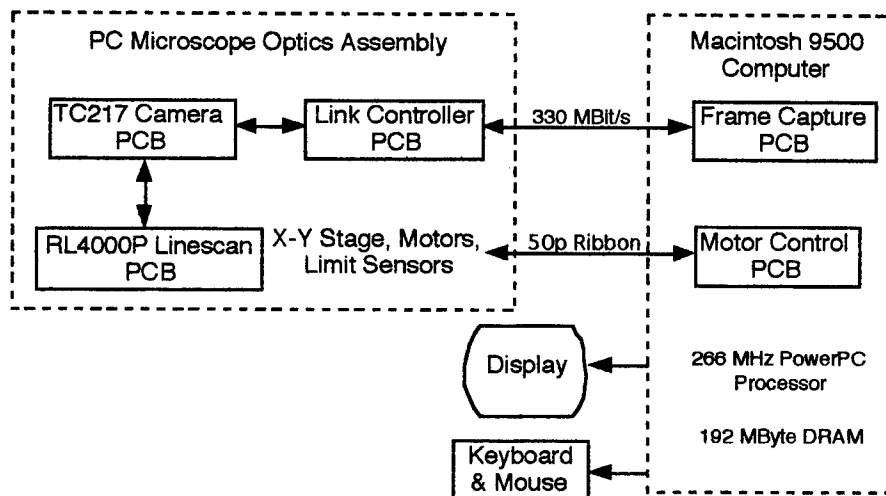 PC Microscope Optics Assembly
Macintosh 9500
Computer
TC217 Camera
PCB
Link Controller
PCB
330 MBit/s
Frame Capture
PCB
RL4000P Linescan
PCB
X-Y Stage, Motors,
Limit Sensors
50p Ribbon
Motor Control
PCB
Display
266 MHz PowerPC
Processor
192 MByte DRAM
Keyboard
& Mouse